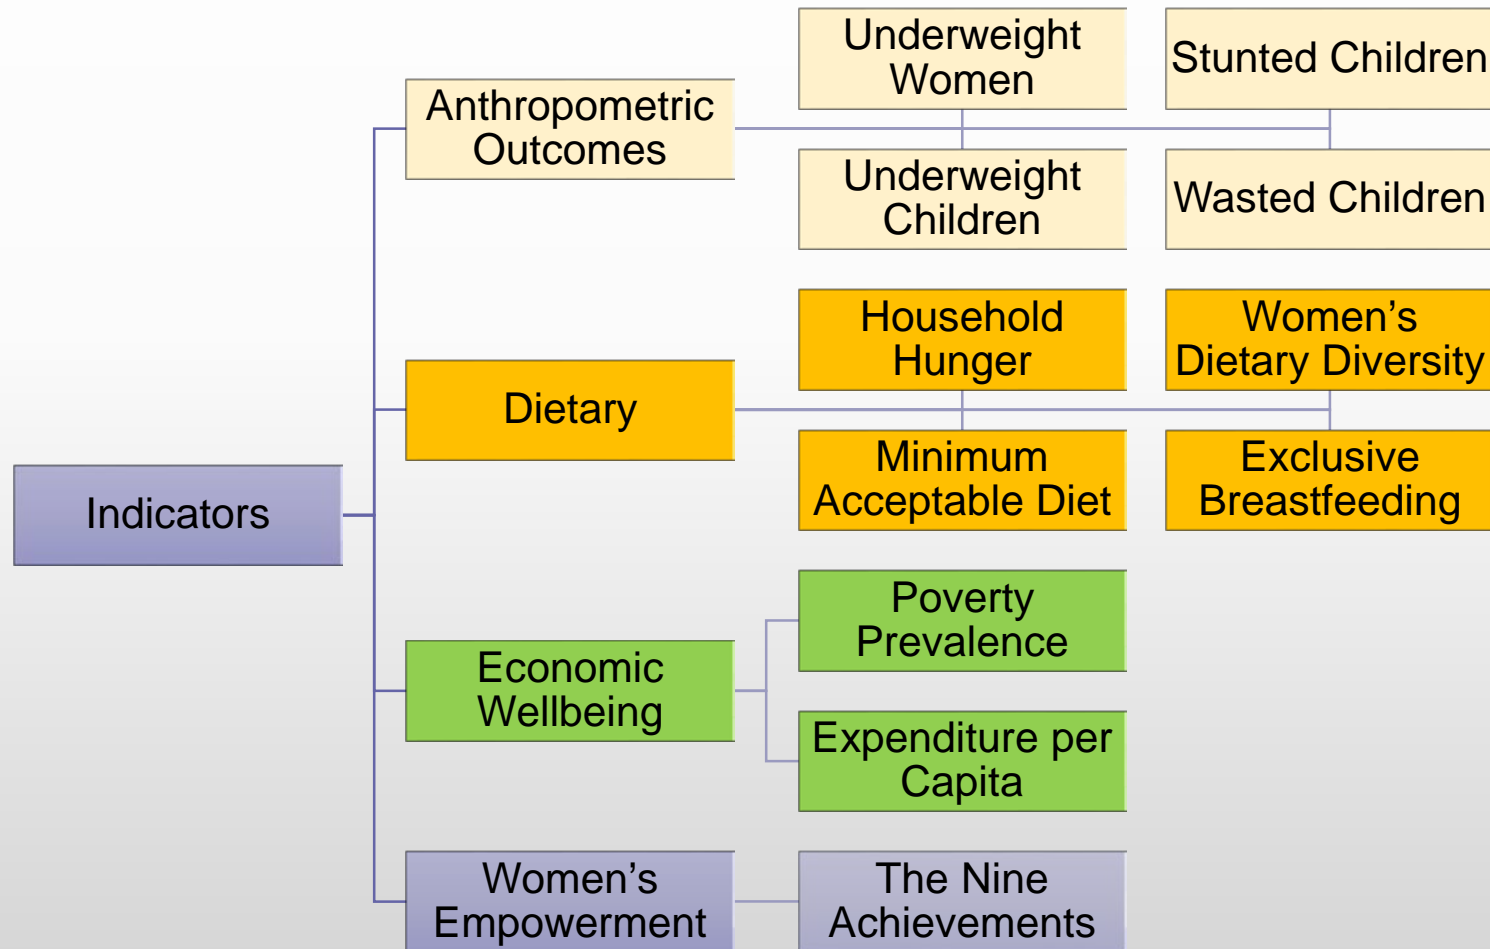 Indicators
Anthropometric
Outcomes
Underweight
Women
Stunted Children
Underweight
Children
Wasted Children
Dietary
Household
Hunger
Women’s
Dietary Diversity
Minimum
Acceptable Diet
Exclusive
Breastfeeding
Economic
Wellbeing
Poverty
Prevalence
Expenditure per
Capita
Women’s
Empowerment
The Nine
Achievements